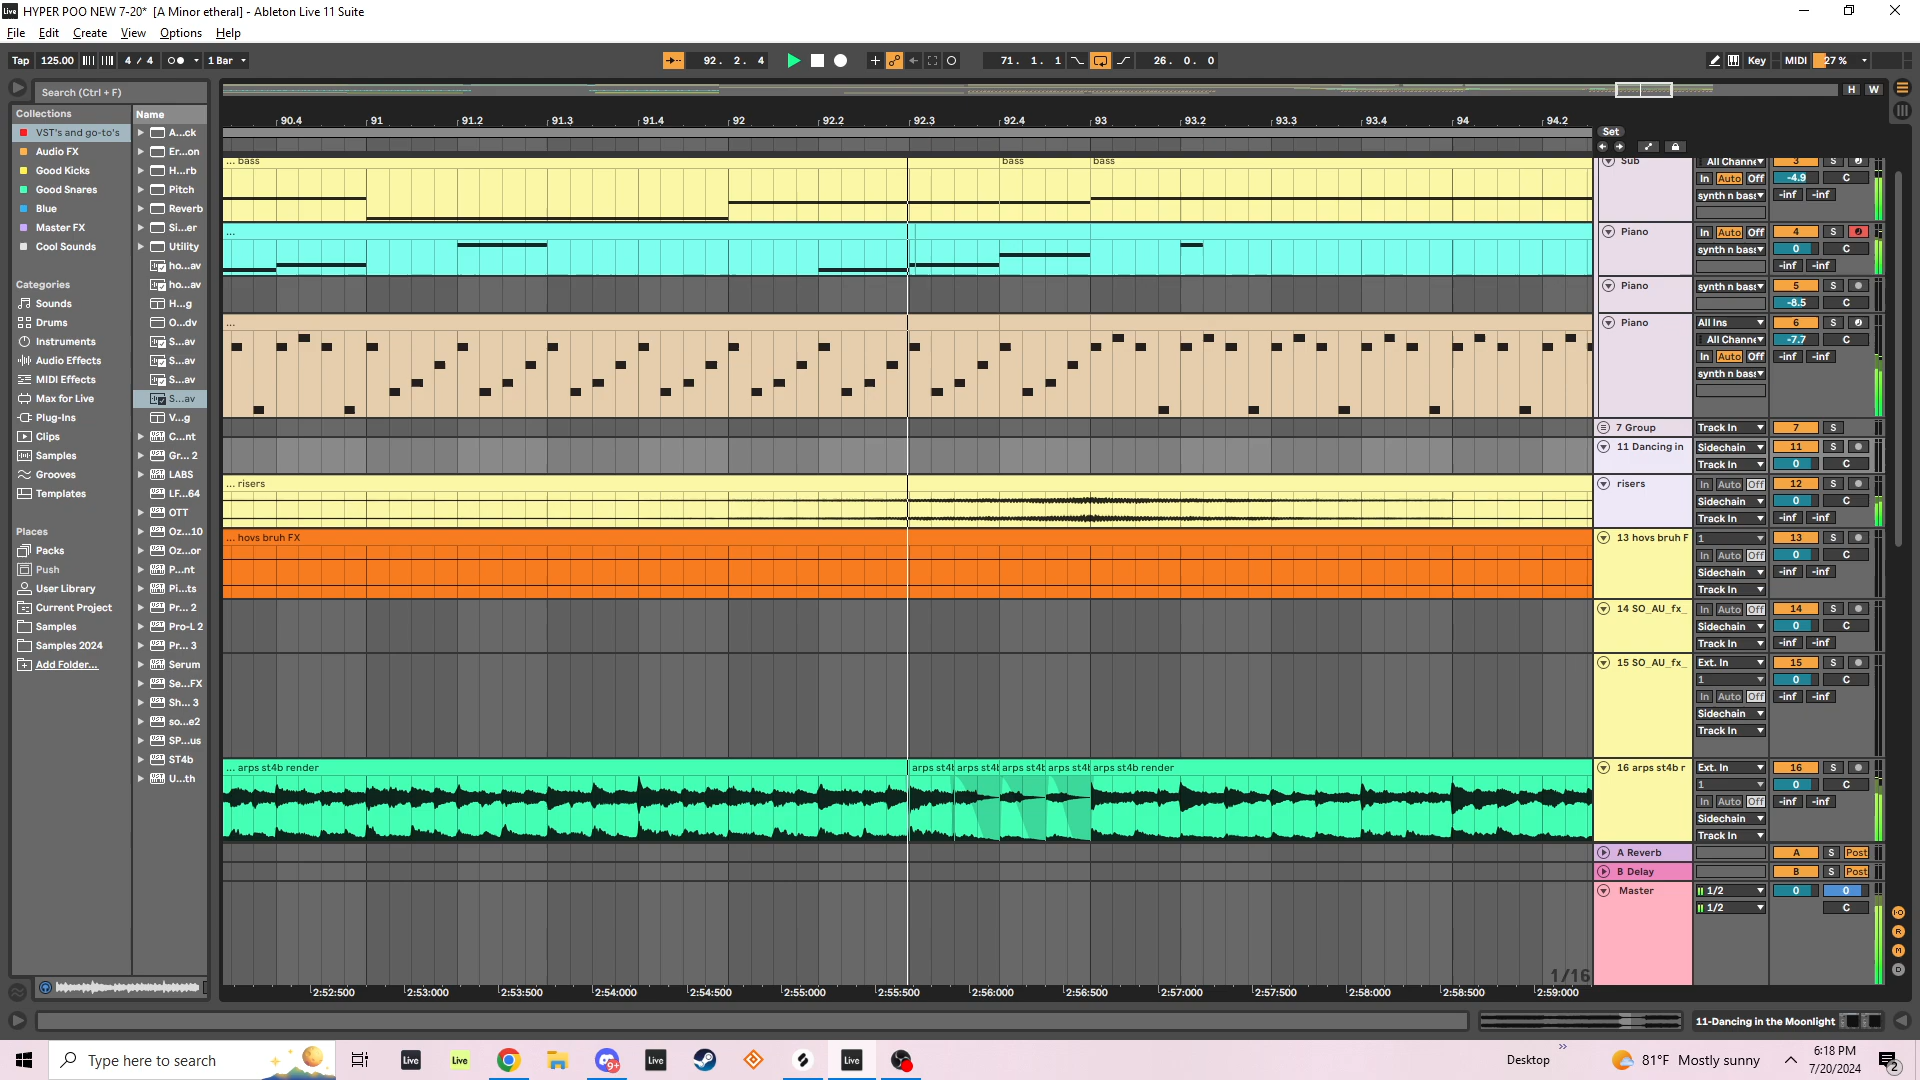 Live HYPER POO NEW 7-20* [A Minor etheral] - Ableton Live 11 Suite
File Edit Create View Options Help
Tap 125.00 4 / 4 1 Bar 92. 2. 4 71. 1. 1 26. 0. 0 Key MIDI 27 %
Search (Ctrl + F)
H W
Collections
VST's and go-to's
Audio FX
Good Kicks
Good Snares
Blue
Master FX
Cool Sounds
Categories
Sounds
Drums
Instruments
Audio Effects
MIDI Effects
Max for Live
Plug-Ins
Clips
Samples
Grooves
Templates
Places
Packs
Push
User Library
Current Project
Samples
Samples 2024
Add Folder...
Name
A...ck
Er...on
H...rb
Pitch
Reverb
Si...er
Utility
ho...av
ho...av
H...g
O...dv
S...av
S...av
S...av
S...av
V...g
C...nt
Gr... 2
LABS
LF...64
OTT
Oz...10
Oz...or
P...nt
Pi...ts
Pr... 2
Pro-L 2
Pr... 3
Serum
Se...FX
Sh... 3
so...e2
SP...us
ST4b
U...th
90.4 91 91.2 91.3 91.4 92 92.2 92.3 92.4 93 93.2 93.3 93.4 94 94.2
Set
... bass bass bass
...
...
... risers
... hovs bruh FX
... arps st4b render arps st4b arps st4b arps st4b arps st4b arps st4b render
1/16
2:52:500 2:53:000 2:53:500 2:54:000 2:54:500 2:55:000 2:55:500 2:56:000 2:56:500 2:57:000 2:57:500 2:58:000 2:58:500 2:59:000
Sub All Channe 3 S
In Auto Off -4.9 C
synth n bass -inf -inf
Piano In Auto Off 4 S
synth n bass 0 C
-inf -inf
Piano synth n bass 5 S
-8.5 C
Piano All Ins 6 S
All Channe -7.7 C
In Auto Off -inf -inf
synth n bass
7 Group Track In 7 S
11 Dancing in Sidechain 11 S
Track In 0 C
risers In Auto Off 12 S
Sidechain 0 C
Track In -inf -inf
13 hovs bruh F 1 13 S
In Auto Off 0 C
Sidechain -inf -inf
Track In
14 SO_AU_fx_ In Auto Off 14 S
Sidechain 0 C
Track In -inf -inf
15 SO_AU_fx_ Ext. In 15 S
1 0 C
In Auto Off -inf -inf
Sidechain
Track In
16 arps st4b r Ext. In 16 S
1 0 C
In Auto Off -inf -inf
Sidechain
Track In
A Reverb A S Post
B Delay B S Post
Master 1/2 0 0
1/2 C
I·O
R
M
D
11-Dancing in the Moonlight
Type here to search
Live Live 9+ Live Live
Desktop 81°F Mostly sunny
6:18 PM
7/20/2024
2